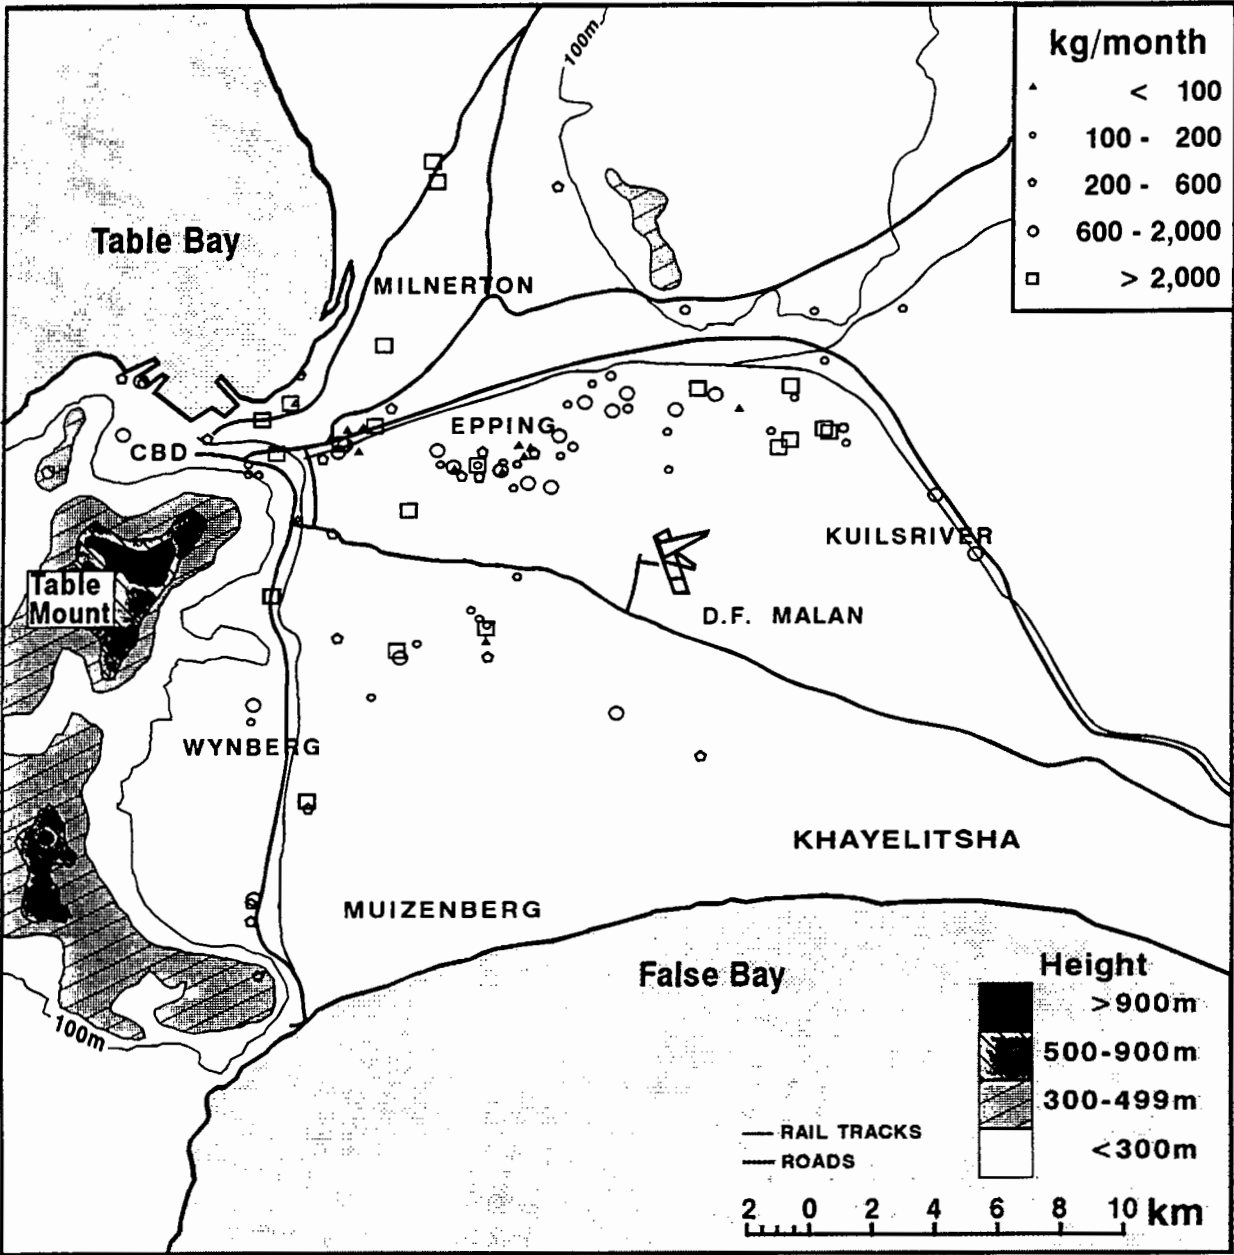 100m
kg/month
< 100
100 - 200
200 - 600
600 - 2,000
> 2,000
Table Bay
MILNERTON
EPPING
CBD
KUILSRIVER
Table
Mount
D.F. MALAN
WYNBERG
KHAYELITSHA
MUIZENBERG
False Bay
Height
>900m
500-900m
300-499m
<300m
100m
RAIL TRACKS
ROADS
2 0 2 4 6 8 10 km